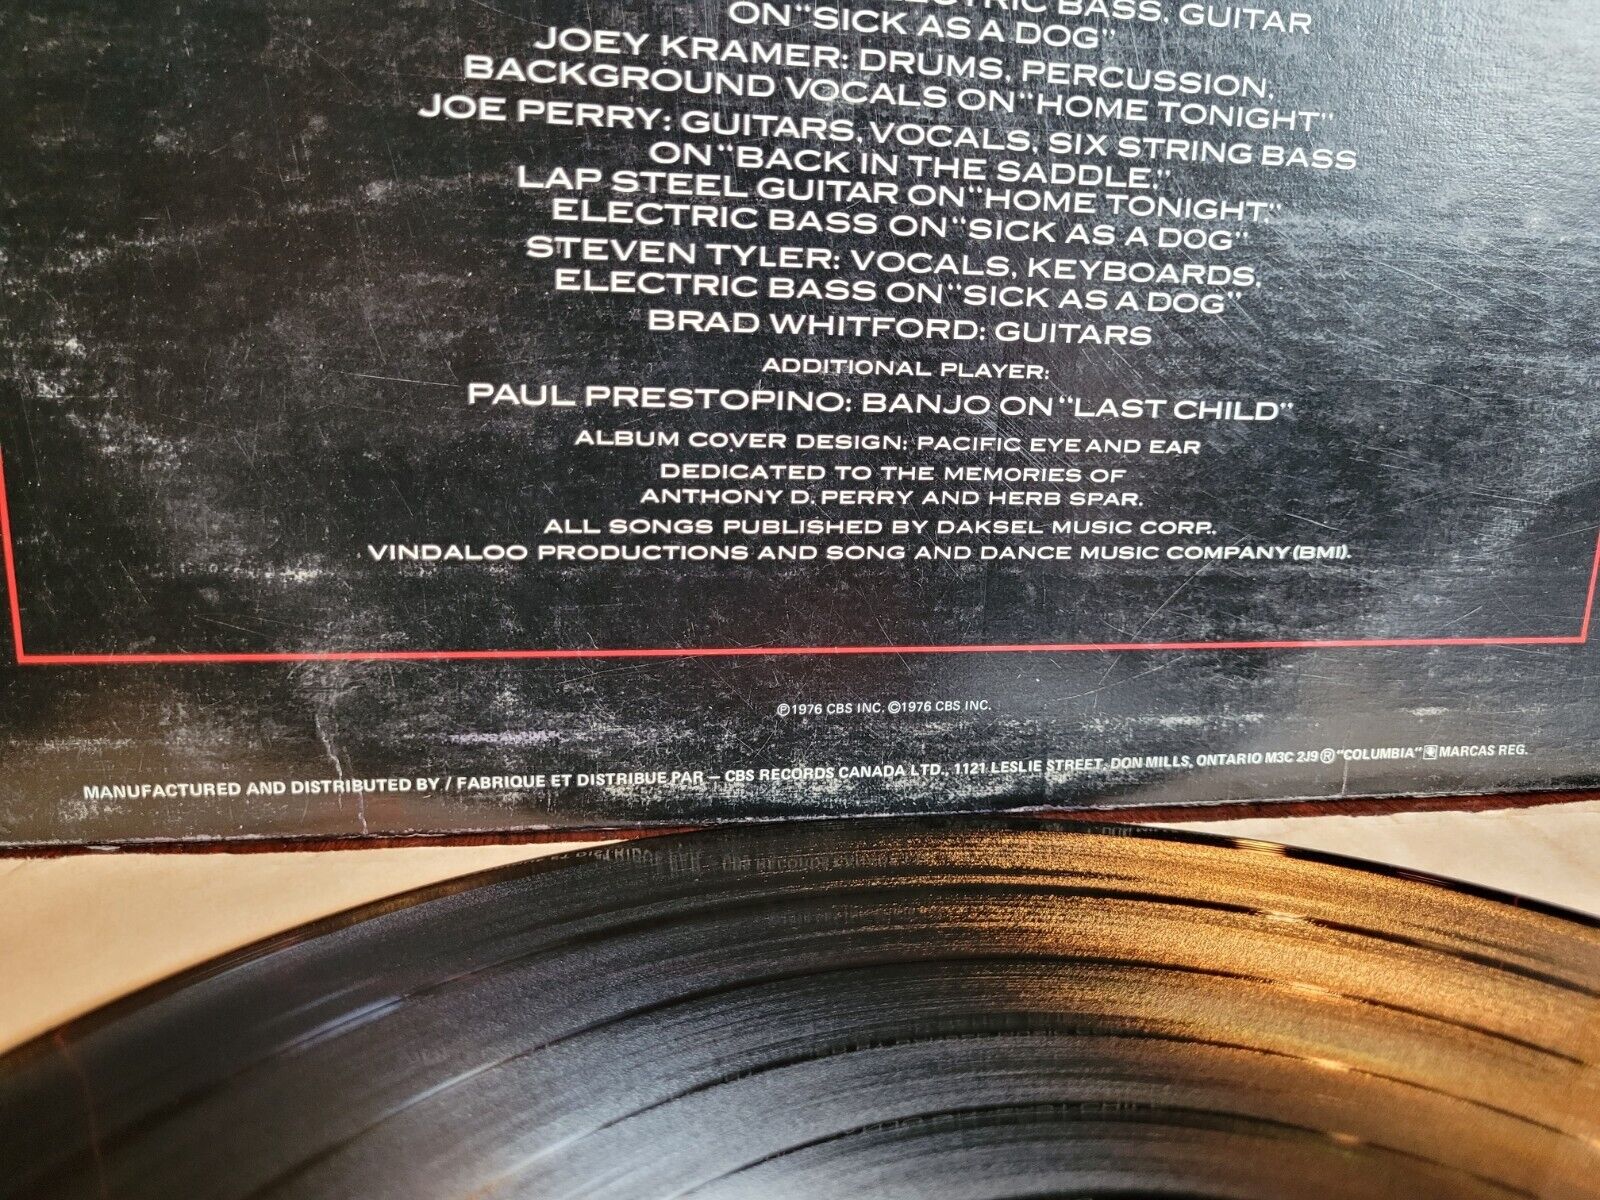 ELECTRIC BASS, GUITAR
ON "SICK AS A DOG"
JOEY KRAMER: DRUMS, PERCUSSION,
BACKGROUND VOCALS ON "HOME TONIGHT"
JOE PERRY: GUITARS, VOCALS, SIX STRING BASS
ON "BACK IN THE SADDLE,"
LAP STEEL GUITAR ON "HOME TONIGHT,"
ELECTRIC BASS ON "SICK AS A DOG"
STEVEN TYLER: VOCALS, KEYBOARDS,
ELECTRIC BASS ON "SICK AS A DOG"
BRAD WHITFORD: GUITARS
ADDITIONAL PLAYER:
PAUL PRESTOPINO: BANJO ON "LAST CHILD"
ALBUM COVER DESIGN: PACIFIC EYE AND EAR
DEDICATED TO THE MEMORIES OF
ANTHONY D. PERRY AND HERB SPAR.
ALL SONGS PUBLISHED BY DAKSEL MUSIC CORP.,
VINDALOO PRODUCTIONS AND SONG AND DANCE MUSIC COMPANY (BMI).
℗1976 CBS INC. ©1976 CBS INC.
MANUFACTURED AND DISTRIBUTED BY / FABRIQUE ET DISTRIBUE PAR – CBS RECORDS CANADA LTD., 1121 LESLIE STREET, DON MILLS, ONTARIO M3C 2J9 ® "COLUMBIA" MARCAS REG.